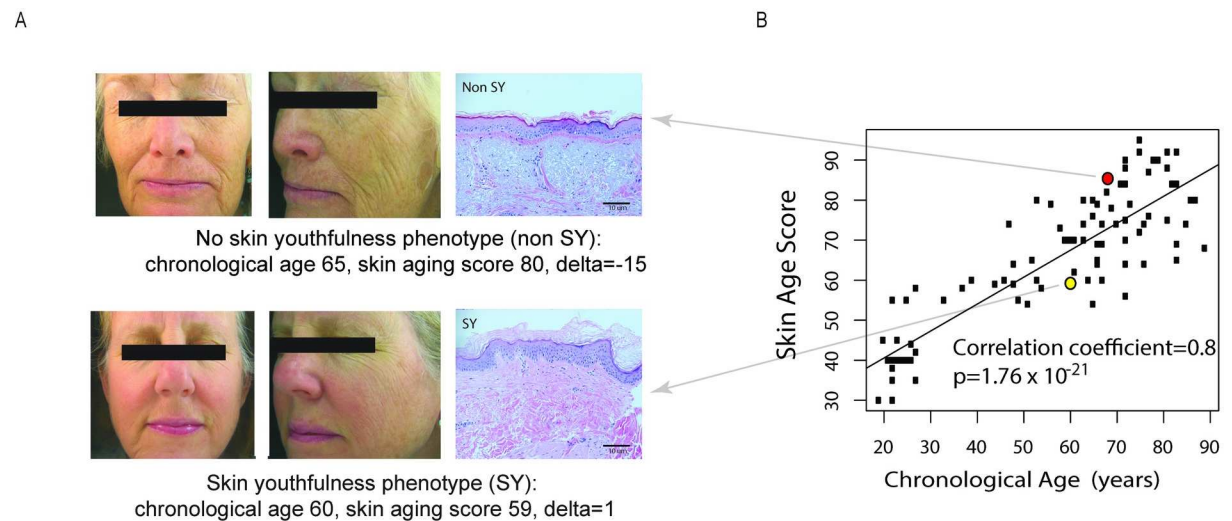 A
Non SY
10 um
No skin youthfulness phenotype (non SY):
chronological age 65, skin aging score 80, delta=-15
SY
10 um
Skin youthfulness phenotype (SY):
chronological age 60, skin aging score 59, delta=1
B
Skin Age Score
90
80
70
60
50
40
30
Correlation coefficient=0.8
p=1.76 x 10⁻²¹
20 30 40 50 60 70 80 90
Chronological Age (years)